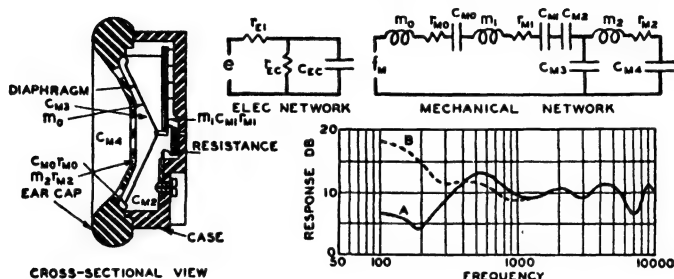 DIAPHRAGM
CM3
m0
CM4
CM0 rM0
m2 rM2
EAR CAP
CM2
m1 CM1 rM1
RESISTANCE
CASE
CROSS-SECTIONAL VIEW
rE1
e
rEC
CEC
ELEC NETWORK
m0
rM0
CM0
m1
rM1
CM1
CM2
m2
rM2
fM
CM3
CM4
MECHANICAL NETWORK
RESPONSE DB
20
10
0
B
A
50
100
1000
10000
FREQUENCY